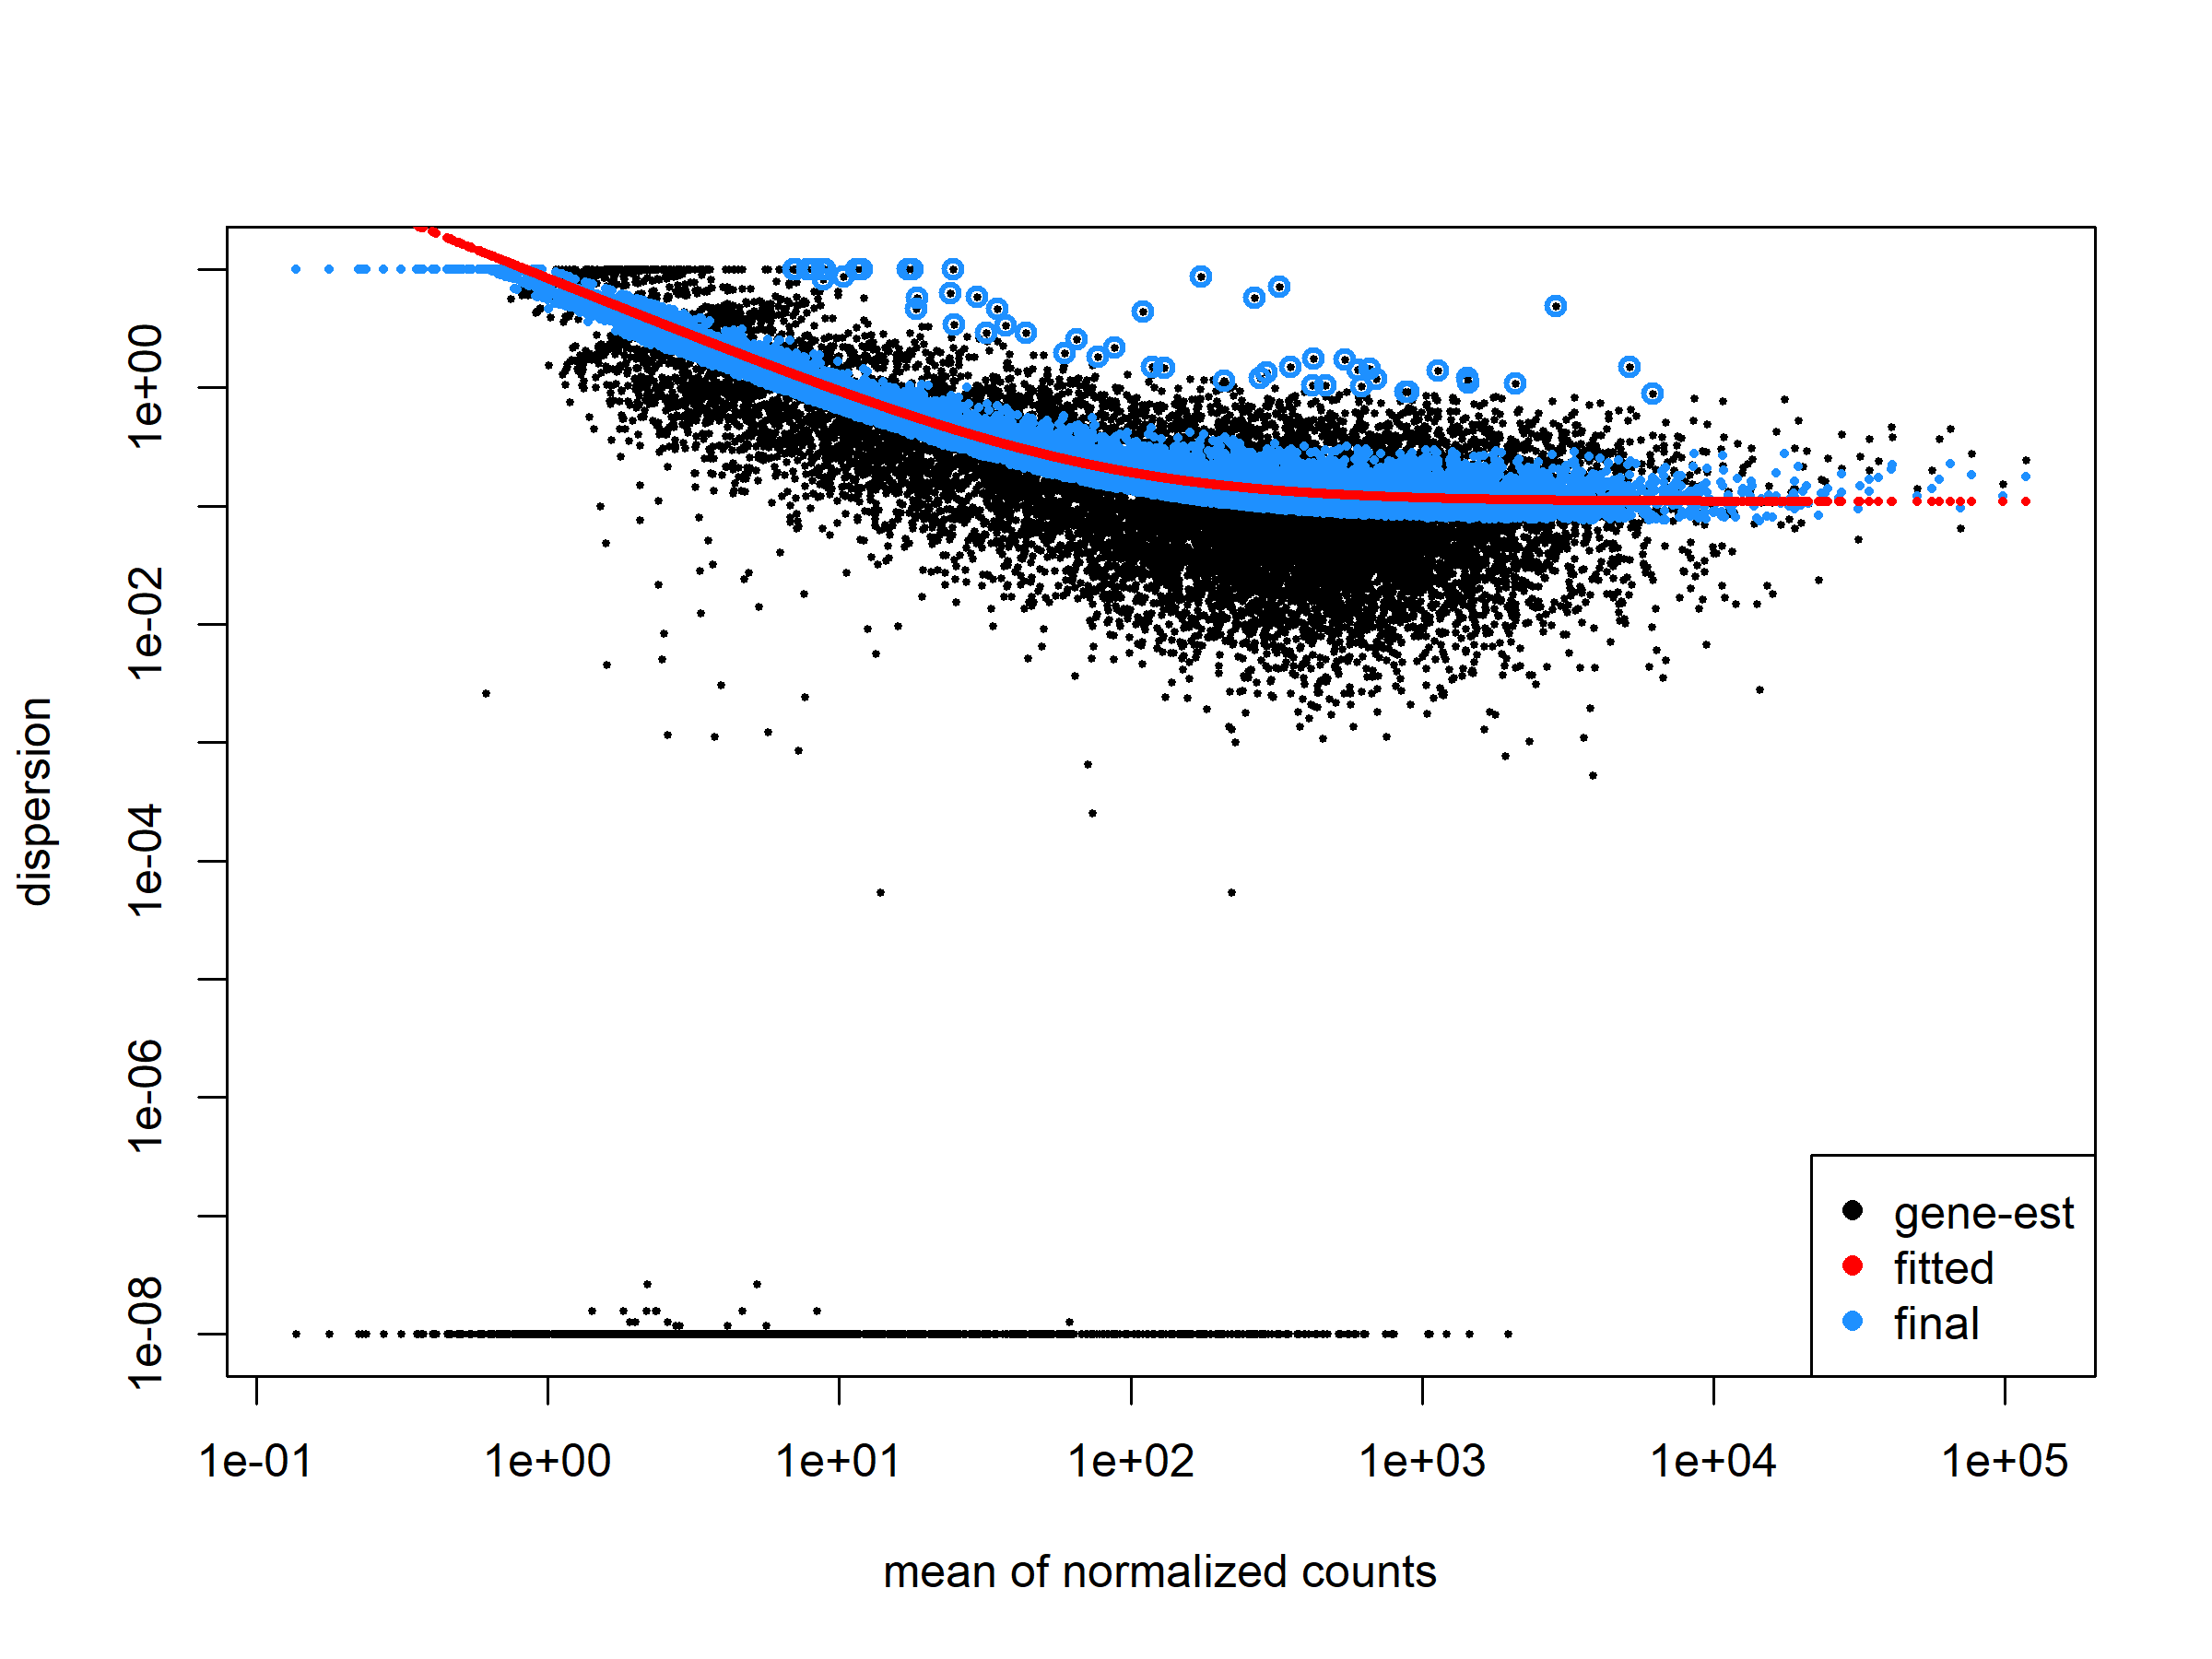 dispersion
1e+00
1e-02
1e-04
1e-06
1e-08
1e-01 1e+00 1e+01 1e+02 1e+03 1e+04 1e+05
mean of normalized counts
gene-est
fitted
final